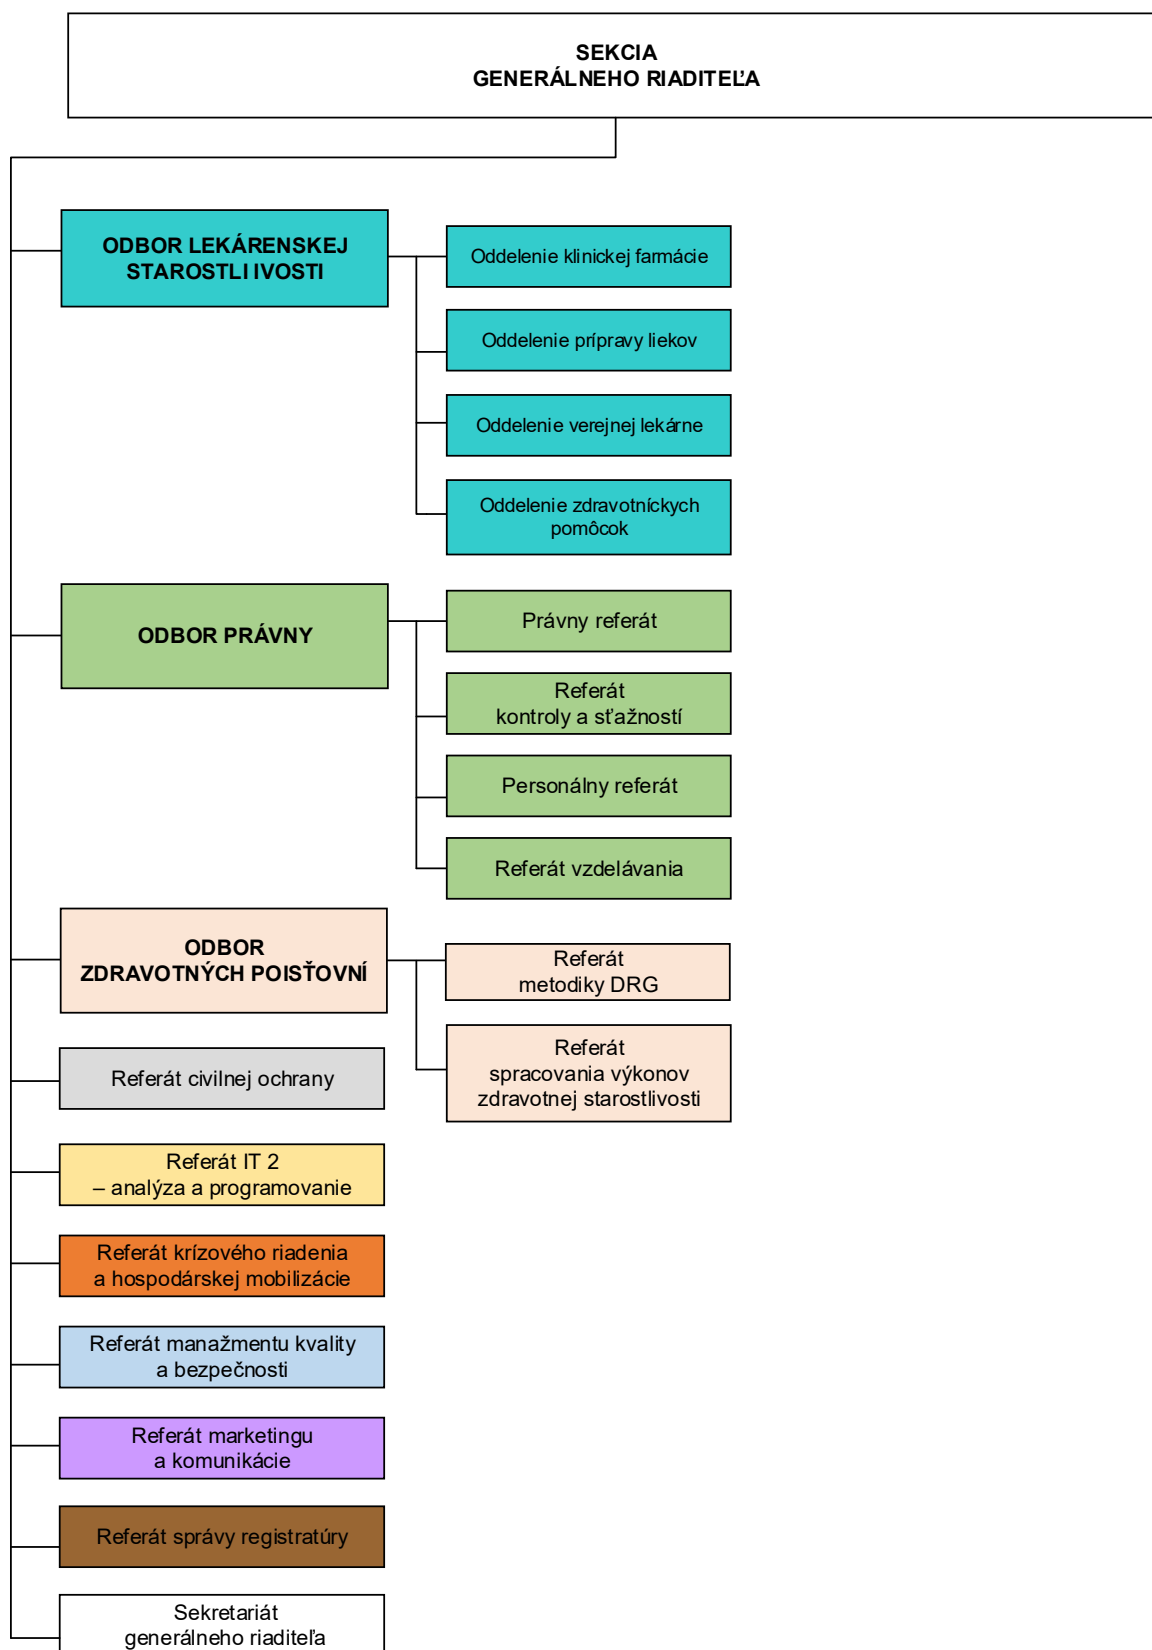 SEKCIA
GENERÁLNEHO RIADITEĽA
ODBOR LEKÁRENSKEJ
STAROSTLI IVOSTI
Oddelenie klinickej farmácie
Oddelenie prípravy liekov
Oddelenie verejnej lekárne
Oddelenie zdravotníckych
pomôcok
ODBOR PRÁVNY
Právny referát
Referát
kontroly a sťažností
Personálny referát
Referát vzdelávania
ODBOR
ZDRAVOTNÝCH POISŤOVNÍ
Referát
metodiky DRG
Referát
spracovania výkonov
zdravotnej starostlivosti
Referát civilnej ochrany
Referát IT 2
– analýza a programovanie
Referát krízového riadenia
a hospodárskej mobilizácie
Referát manažmentu kvality
a bezpečnosti
Referát marketingu
a komunikácie
Referát správy registratúry
Sekretariát
generálneho riaditeľa